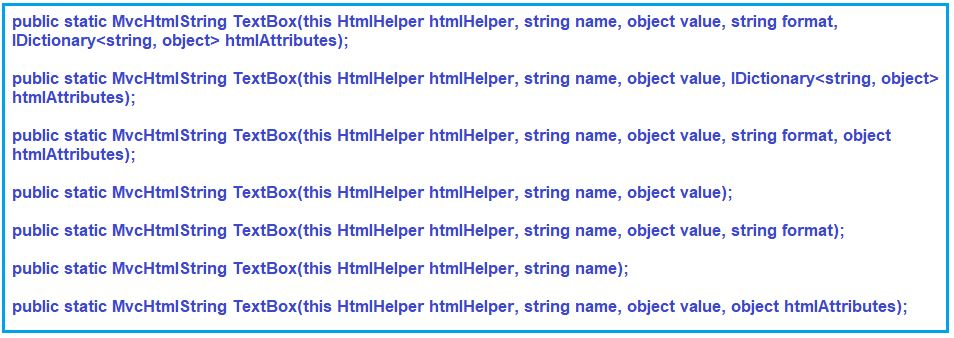 public static MvcHtmlString TextBox(this HtmlHelper htmlHelper, string name, object value, string format,
IDictionary<string, object> htmlAttributes);
public static MvcHtmlString TextBox(this HtmlHelper htmlHelper, string name, object value, IDictionary<string, object>
htmlAttributes);
public static MvcHtmlString TextBox(this HtmlHelper htmlHelper, string name, object value, string format, object
htmlAttributes);
public static MvcHtmlString TextBox(this HtmlHelper htmlHelper, string name, object value);
public static MvcHtmlString TextBox(this HtmlHelper htmlHelper, string name, object value, string format);
public static MvcHtmlString TextBox(this HtmlHelper htmlHelper, string name);
public static MvcHtmlString TextBox(this HtmlHelper htmlHelper, string name, object value, object htmlAttributes);